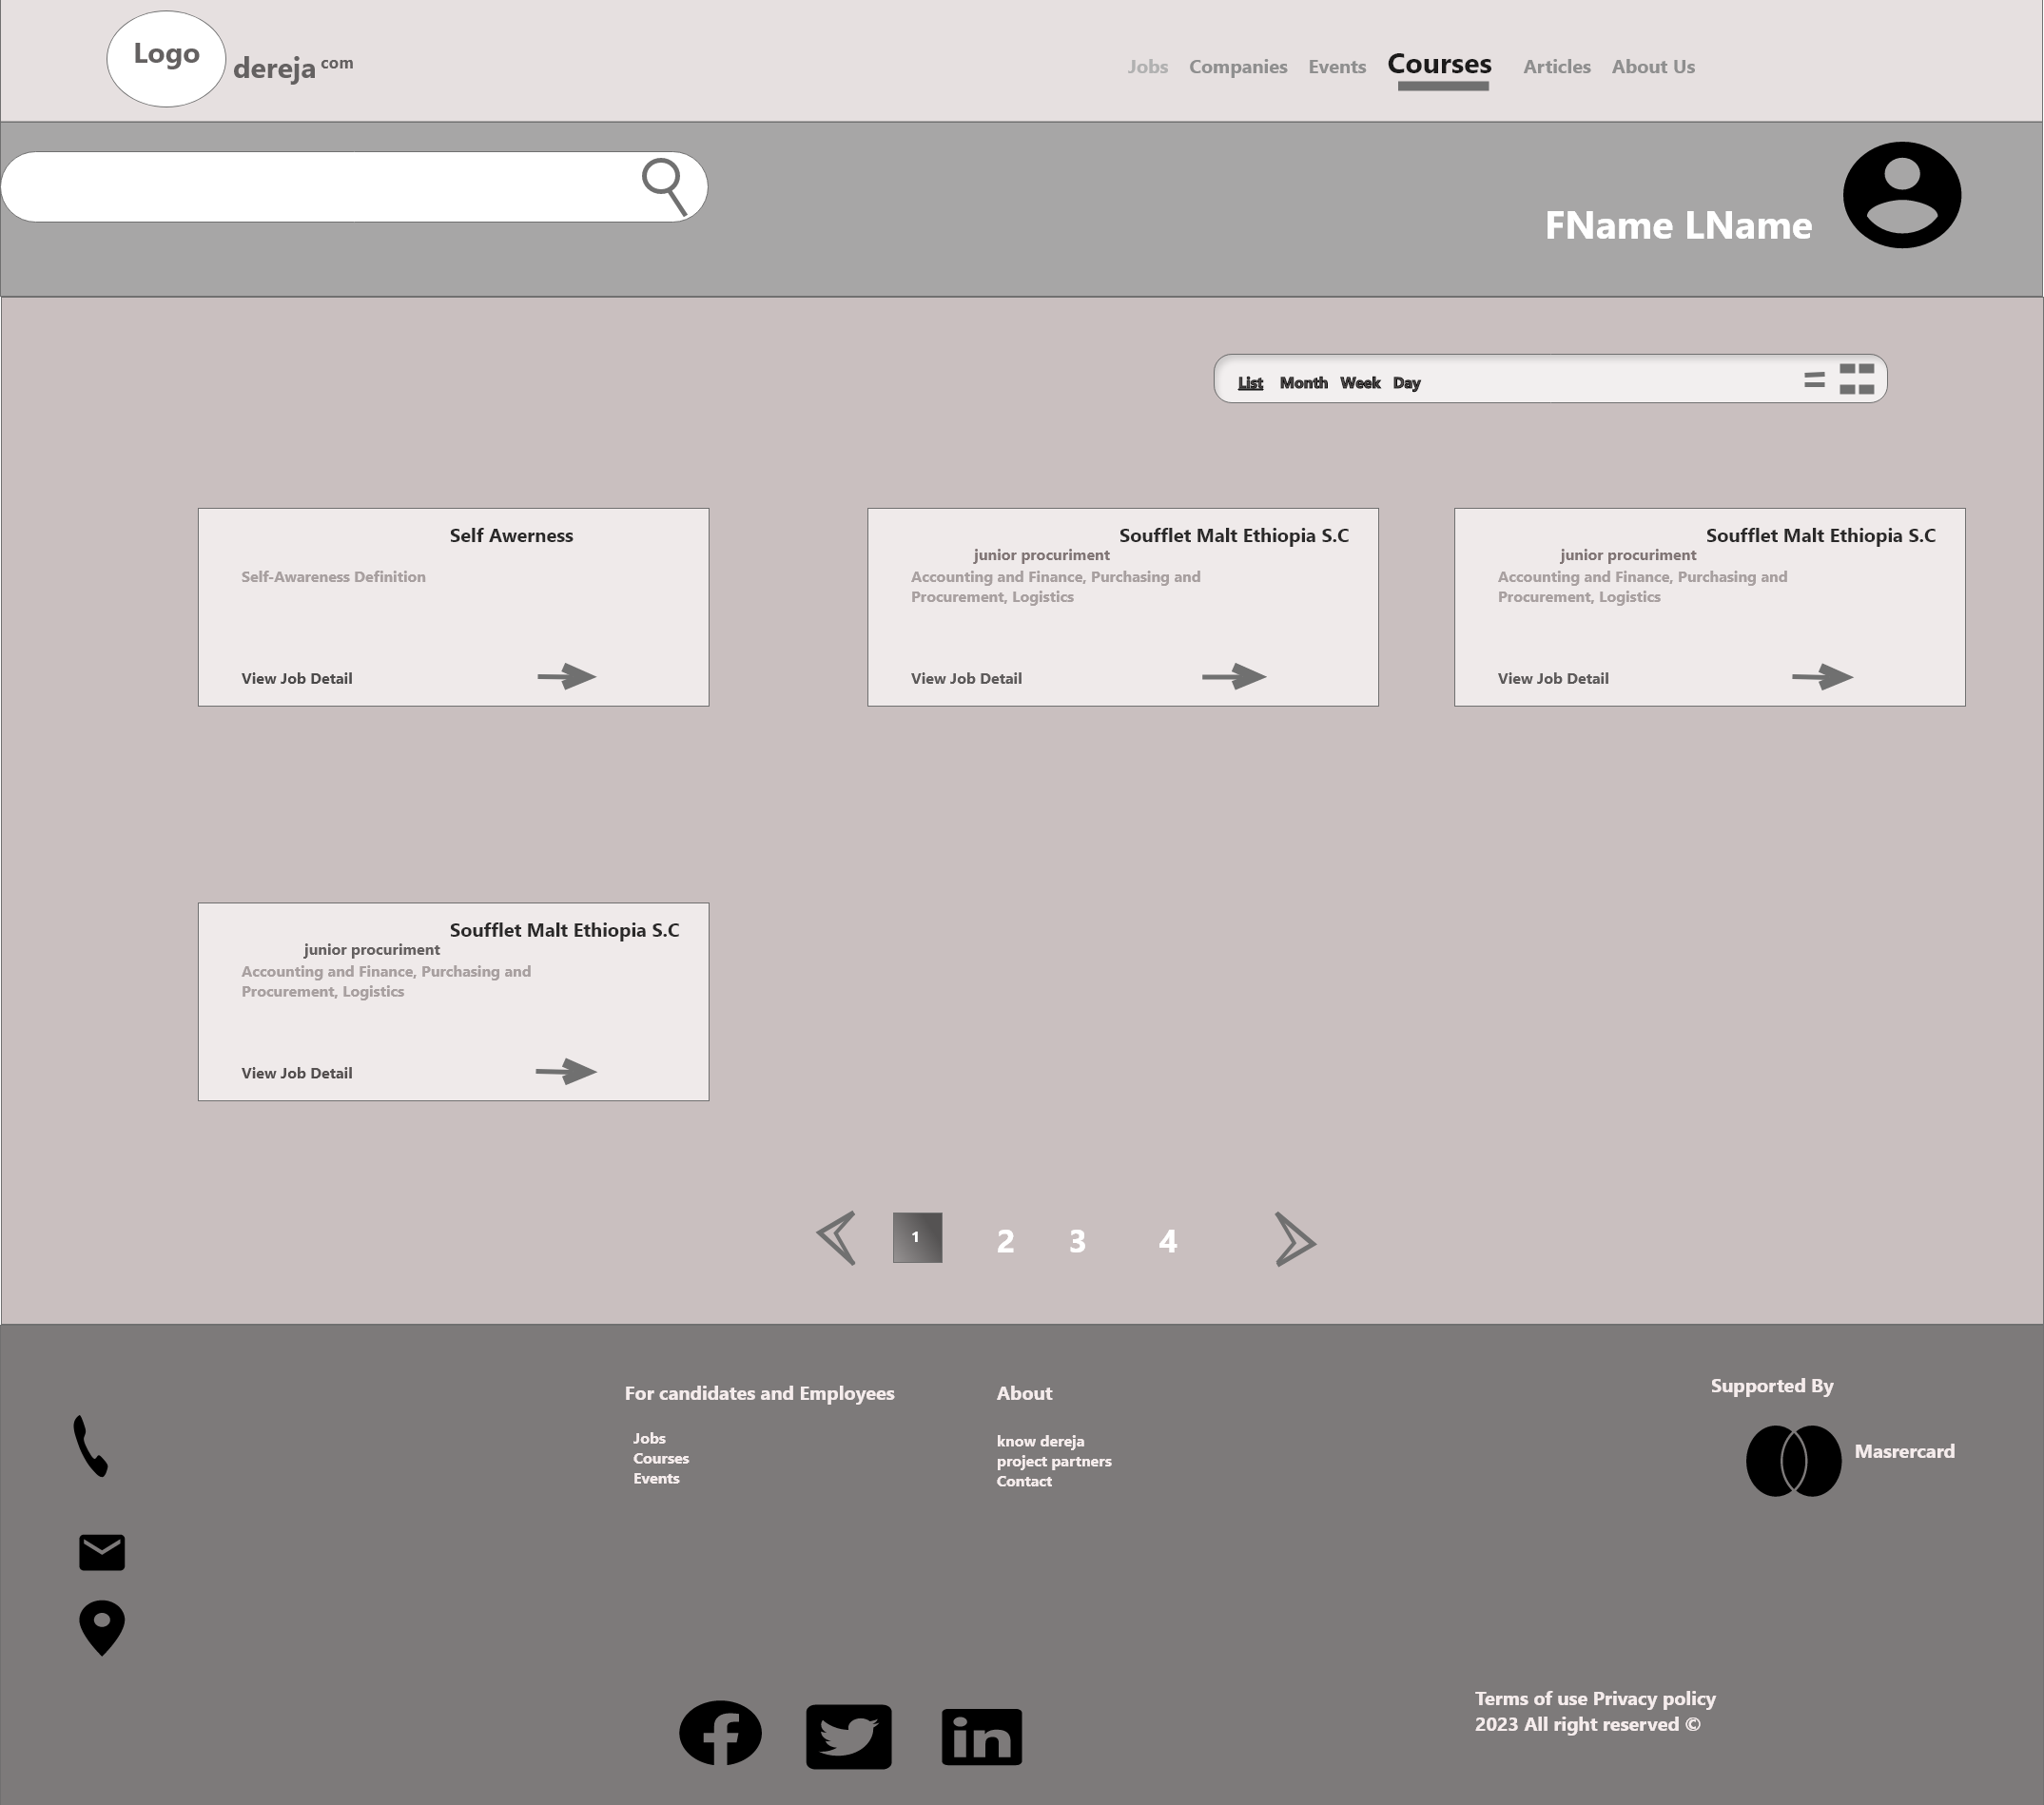 Logo
dereja com
Jobs Companies Events Courses Articles About Us
FName LName
List Month Week Day
Self Awerness
Self-Awareness Definition
View Job Detail
Soufflet Malt Ethiopia S.C
junior procuriment
Accounting and Finance, Purchasing and
Procurement, Logistics
View Job Detail
Soufflet Malt Ethiopia S.C
junior procuriment
Accounting and Finance, Purchasing and
Procurement, Logistics
View Job Detail
Soufflet Malt Ethiopia S.C
junior procuriment
Accounting and Finance, Purchasing and
Procurement, Logistics
View Job Detail
1 2 3 4
For candidates and Employees
Jobs
Courses
Events
About
know dereja
project partners
Contact
Supported By
Masrercard
Terms of use Privacy policy
2023 All right reserved ©